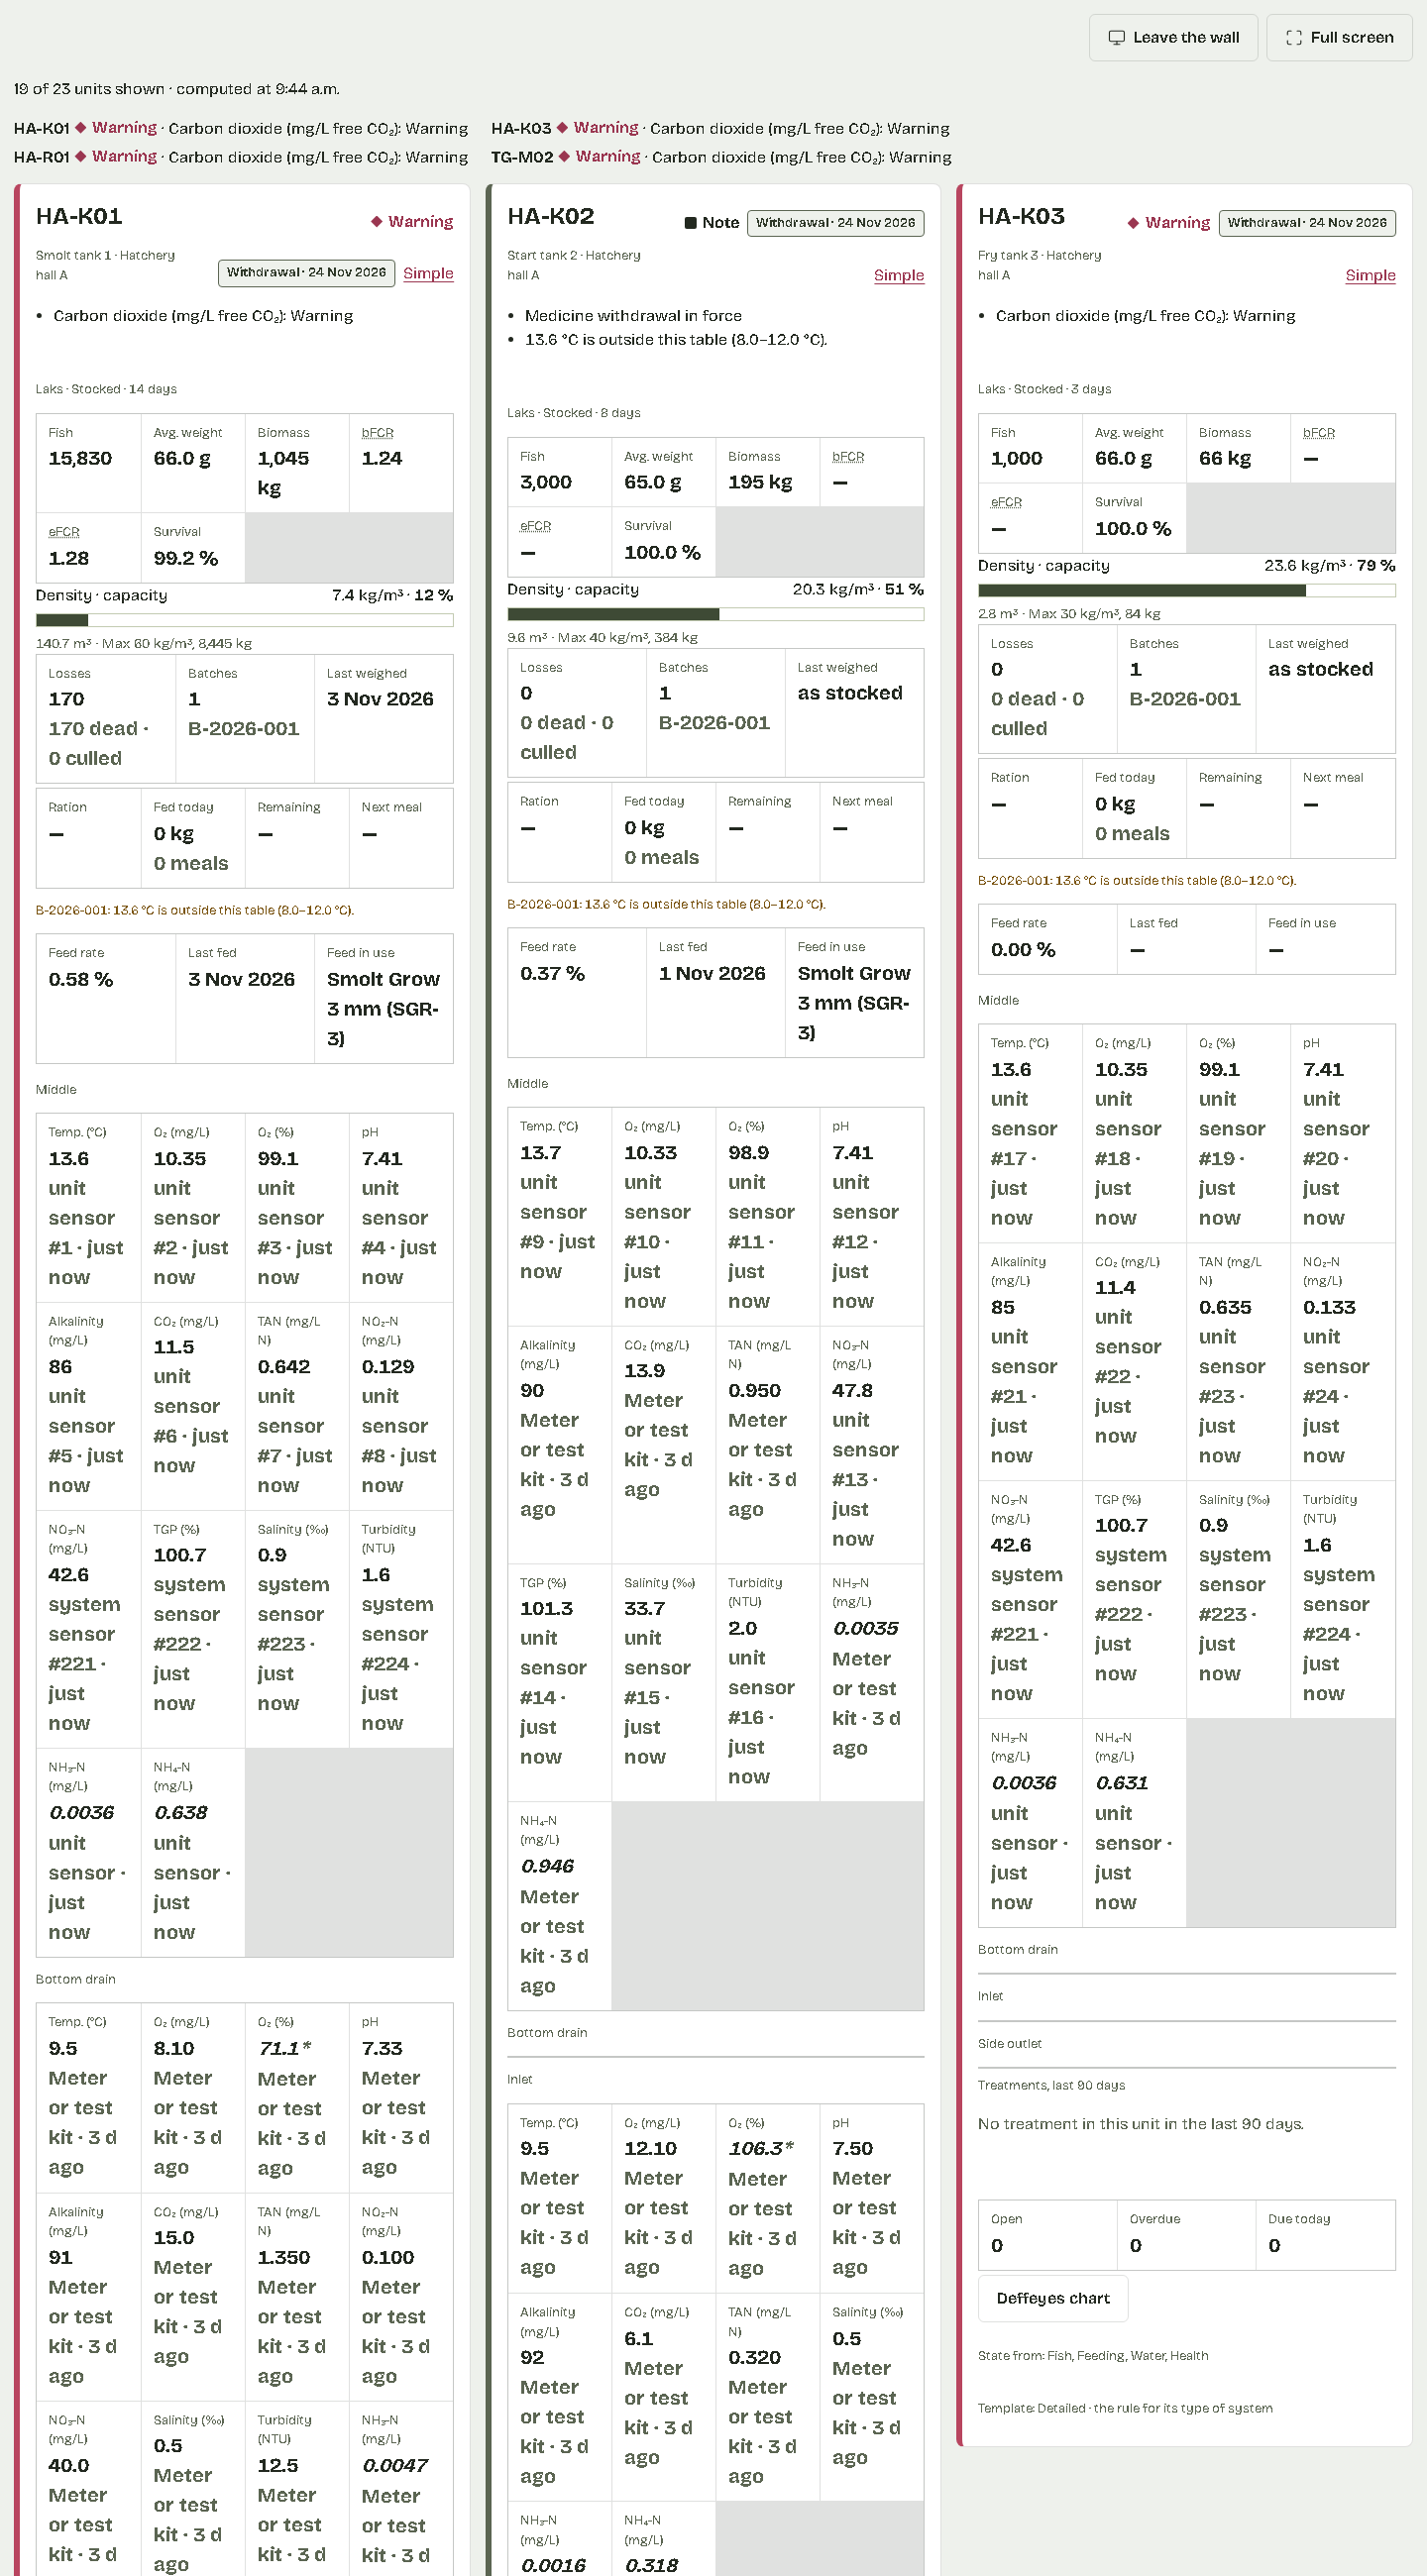 Leave the wall
Full screen
19 of 23 units shown · computed at 9:44 a.m.
HA-K01 ◆ Warning · Carbon dioxide (mg/L free CO₂): Warning
HA-K03 ◆ Warning · Carbon dioxide (mg/L free CO₂): Warning
HA-R01 ◆ Warning · Carbon dioxide (mg/L free CO₂): Warning
TG-M02 ◆ Warning · Carbon dioxide (mg/L free CO₂): Warning
HA-K01
◆ Warning
Smolt tank 1 · Hatchery
hall A
Withdrawal · 24 Nov 2026
Simple
• Carbon dioxide (mg/L free CO₂): Warning
Laks · Stocked · 14 days
Fish
15,830
Avg. weight
66.0 g
Biomass
1,045
kg
bFCR
1.24
eFCR
1.28
Survival
99.2 %
Density · capacity
7.4 kg/m³ · 12 %
140.7 m³ · Max 60 kg/m³, 8,445 kg
Losses
170
170 dead ·
0 culled
Batches
1
B-2026-001
Last weighed
3 Nov 2026
Ration
–
Fed today
0 kg
0 meals
Remaining
–
Next meal
–
B-2026-001: 13.6 °C is outside this table (8.0–12.0 °C).
Feed rate
0.58 %
Last fed
3 Nov 2026
Feed in use
Smolt Grow
3 mm (SGR-
3)
Middle
Temp. (°C)
13.6
unit
sensor
#1 · just
now
O₂ (mg/L)
10.35
unit
sensor
#2 · just
now
O₂ (%)
99.1
unit
sensor
#3 · just
now
pH
7.41
unit
sensor
#4 · just
now
Alkalinity
(mg/L)
86
unit
sensor
#5 · just
now
CO₂ (mg/L)
11.5
unit
sensor
#6 · just
now
TAN (mg/L
N)
0.642
unit
sensor
#7 · just
now
NO₂-N
(mg/L)
0.129
unit
sensor
#8 · just
now
NO₃-N
(mg/L)
42.6
system
sensor
#221 ·
just
now
TGP (%)
100.7
system
sensor
#222 ·
just
now
Salinity (‰)
0.9
system
sensor
#223 ·
just
now
Turbidity
(NTU)
1.6
system
sensor
#224 ·
just
now
NH₃-N
(mg/L)
0.0036
unit
sensor ·
just
now
NH₄-N
(mg/L)
0.638
unit
sensor ·
just
now
Bottom drain
Temp. (°C)
9.5
Meter
or test
kit · 3 d
ago
O₂ (mg/L)
8.10
Meter
or test
kit · 3 d
ago
O₂ (%)
71.1*
Meter
or test
kit · 3 d
ago
pH
7.33
Meter
or test
kit · 3 d
ago
Alkalinity
(mg/L)
91
Meter
or test
kit · 3 d
ago
CO₂ (mg/L)
15.0
Meter
or test
kit · 3 d
ago
TAN (mg/L
N)
1.350
Meter
or test
kit · 3 d
ago
NO₂-N
(mg/L)
0.100
Meter
or test
kit · 3 d
ago
NO₃-N
(mg/L)
40.0
Meter
or test
kit · 3 d
Salinity (‰)
0.5
Meter
or test
kit · 3 d
ago
Turbidity
(NTU)
12.5
Meter
or test
kit · 3 d
NH₃-N
(mg/L)
0.0047
Meter
or test
kit · 3 d
HA-K02
■ Note
Withdrawal · 24 Nov 2026
Start tank 2 · Hatchery
hall A
Simple
• Medicine withdrawal in force
• 13.6 °C is outside this table (8.0–12.0 °C).
Laks · Stocked · 8 days
Fish
3,000
Avg. weight
65.0 g
Biomass
195 kg
bFCR
–
eFCR
–
Survival
100.0 %
Density · capacity
20.3 kg/m³ · 51 %
9.6 m³ · Max 40 kg/m³, 384 kg
Losses
0
0 dead · 0
culled
Batches
1
B-2026-001
Last weighed
as stocked
Ration
–
Fed today
0 kg
0 meals
Remaining
–
Next meal
–
B-2026-001: 13.6 °C is outside this table (8.0–12.0 °C).
Feed rate
0.37 %
Last fed
1 Nov 2026
Feed in use
Smolt Grow
3 mm (SGR-
3)
Middle
Temp. (°C)
13.7
unit
sensor
#9 · just
now
O₂ (mg/L)
10.33
unit
sensor
#10 ·
just
now
O₂ (%)
98.9
unit
sensor
#11 ·
just
now
pH
7.41
unit
sensor
#12 ·
just
now
Alkalinity
(mg/L)
90
Meter
or test
kit · 3 d
ago
CO₂ (mg/L)
13.9
Meter
or test
kit · 3 d
ago
TAN (mg/L
N)
0.950
Meter
or test
kit · 3 d
ago
NO₃-N
(mg/L)
47.8
unit
sensor
#13 ·
just
now
TGP (%)
101.3
unit
sensor
#14 ·
just
now
Salinity (‰)
33.7
unit
sensor
#15 ·
just
now
Turbidity
(NTU)
2.0
unit
sensor
#16 ·
just
now
NH₃-N
(mg/L)
0.0035
Meter
or test
kit · 3 d
ago
NH₄-N
(mg/L)
0.946
Meter
or test
kit · 3 d
ago
Bottom drain
Inlet
Temp. (°C)
9.5
Meter
or test
kit · 3 d
ago
O₂ (mg/L)
12.10
Meter
or test
kit · 3 d
ago
O₂ (%)
106.3*
Meter
or test
kit · 3 d
ago
pH
7.50
Meter
or test
kit · 3 d
ago
Alkalinity
(mg/L)
92
Meter
or test
kit · 3 d
ago
CO₂ (mg/L)
6.1
Meter
or test
kit · 3 d
ago
TAN (mg/L
N)
0.320
Meter
or test
kit · 3 d
ago
Salinity (‰)
0.5
Meter
or test
kit · 3 d
ago
NH₃-N
(mg/L)
0.0016
NH₄-N
(mg/L)
0.318
HA-K03
◆ Warning
Withdrawal · 24 Nov 2026
Fry tank 3 · Hatchery
hall A
Simple
• Carbon dioxide (mg/L free CO₂): Warning
Laks · Stocked · 3 days
Fish
1,000
Avg. weight
66.0 g
Biomass
66 kg
bFCR
–
eFCR
–
Survival
100.0 %
Density · capacity
23.6 kg/m³ · 79 %
2.8 m³ · Max 30 kg/m³, 84 kg
Losses
0
0 dead · 0
culled
Batches
1
B-2026-001
Last weighed
as stocked
Ration
–
Fed today
0 kg
0 meals
Remaining
–
Next meal
–
B-2026-001: 13.6 °C is outside this table (8.0–12.0 °C).
Feed rate
0.00 %
Last fed
–
Feed in use
–
Middle
Temp. (°C)
13.6
unit
sensor
#17 ·
just
now
O₂ (mg/L)
10.35
unit
sensor
#18 ·
just
now
O₂ (%)
99.1
unit
sensor
#19 ·
just
now
pH
7.41
unit
sensor
#20 ·
just
now
Alkalinity
(mg/L)
85
unit
sensor
#21 ·
just
now
CO₂ (mg/L)
11.4
unit
sensor
#22 ·
just
now
TAN (mg/L
N)
0.635
unit
sensor
#23 ·
just
now
NO₂-N
(mg/L)
0.133
unit
sensor
#24 ·
just
now
NO₃-N
(mg/L)
42.6
system
sensor
#221 ·
just
now
TGP (%)
100.7
system
sensor
#222 ·
just
now
Salinity (‰)
0.9
system
sensor
#223 ·
just
now
Turbidity
(NTU)
1.6
system
sensor
#224 ·
just
now
NH₃-N
(mg/L)
0.0036
unit
sensor ·
just
now
NH₄-N
(mg/L)
0.631
unit
sensor ·
just
now
Bottom drain
Inlet
Side outlet
Treatments, last 90 days
No treatment in this unit in the last 90 days.
Open
0
Overdue
0
Due today
0
Deffeyes chart
State from: Fish, Feeding, Water, Health
Template: Detailed · the rule for its type of system